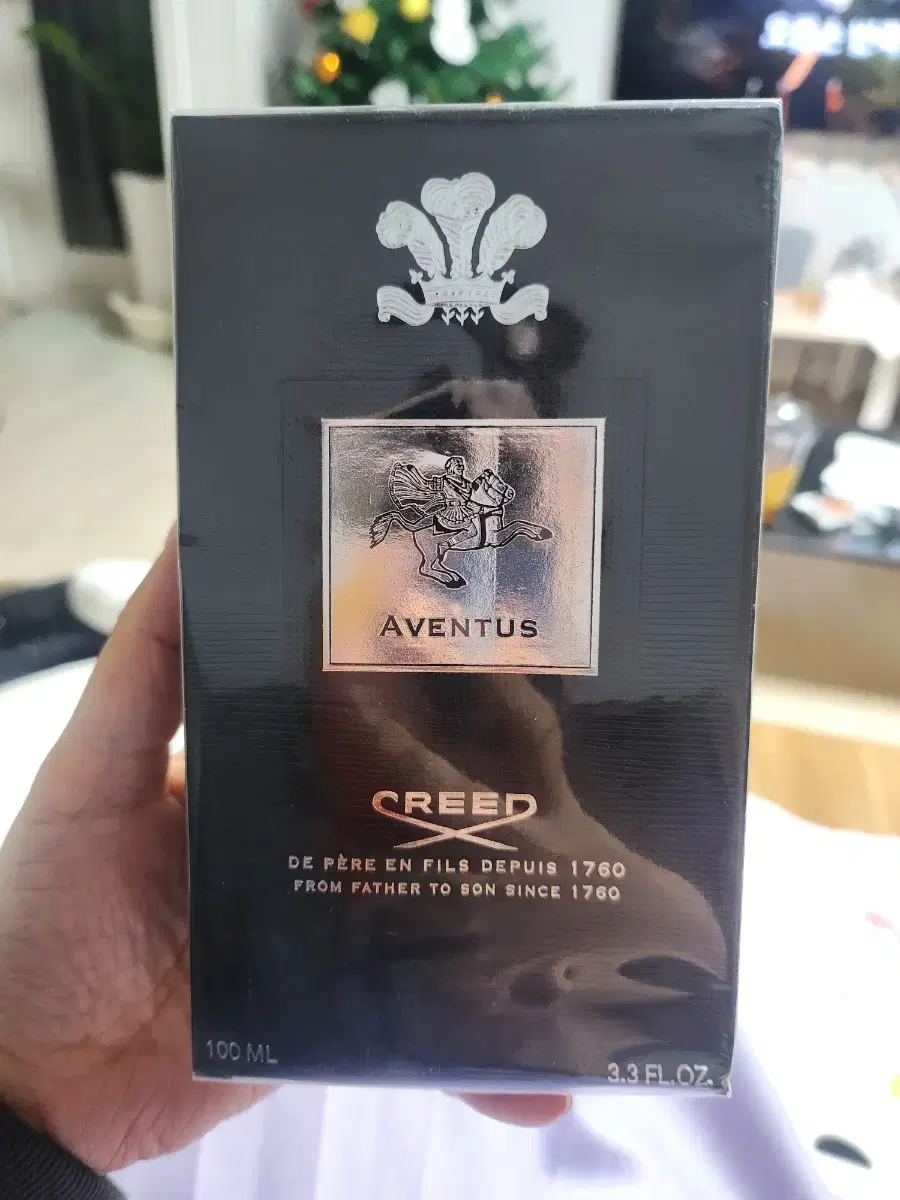 AVENTUS
CREED
DE PÈRE EN FILS DEPUIS 1760
FROM FATHER TO SON SINCE 1760
100 ML
3.3 FL.OZ.